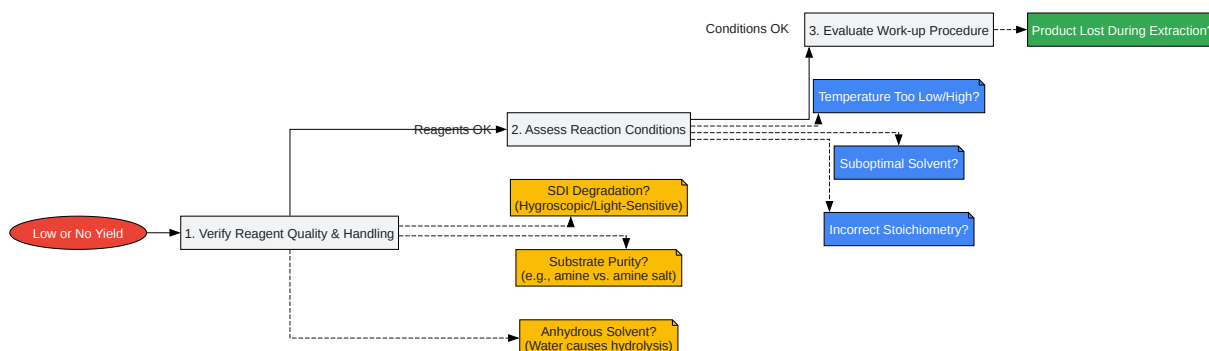 Conditions OK
3. Evaluate Work-up Procedure
Product Lost During Extraction?
Temperature Too Low/High?
Reagents OK
2. Assess Reaction Conditions
Suboptimal Solvent?
SDI Degradation?
(Hygroscopic/Light-Sensitive)
Low or No Yield
1. Verify Reagent Quality & Handling
Incorrect Stoichiometry?
Substrate Purity?
(e.g., amine vs. amine salt)
Anhydrous Solvent?
(Water causes hydrolysis)